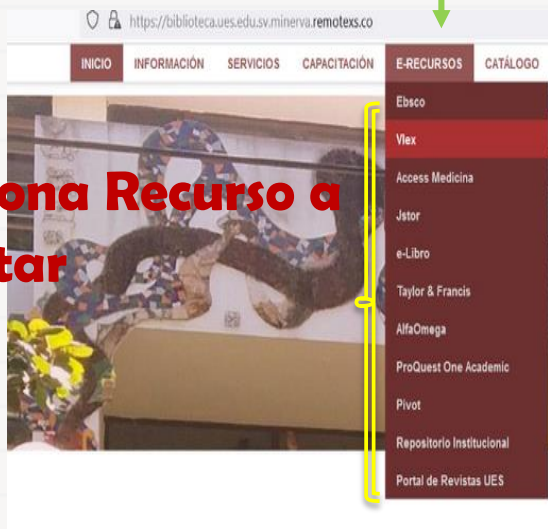 https://biblioteca.ues.edu.sv.minerva.remotexs.co
INICIO INFORMACIÓN SERVICIOS CAPACITACIÓN E-RECURSOS CATÁLOGO
Ebsco
Vlex
Access Medicina
ona Recurso a
Jstor
tar
e-Libro
Taylor & Francis
AlfaOmega
ProQuest One Academic
Pivot
Repositorio Institucional
Portal de Revistas UES